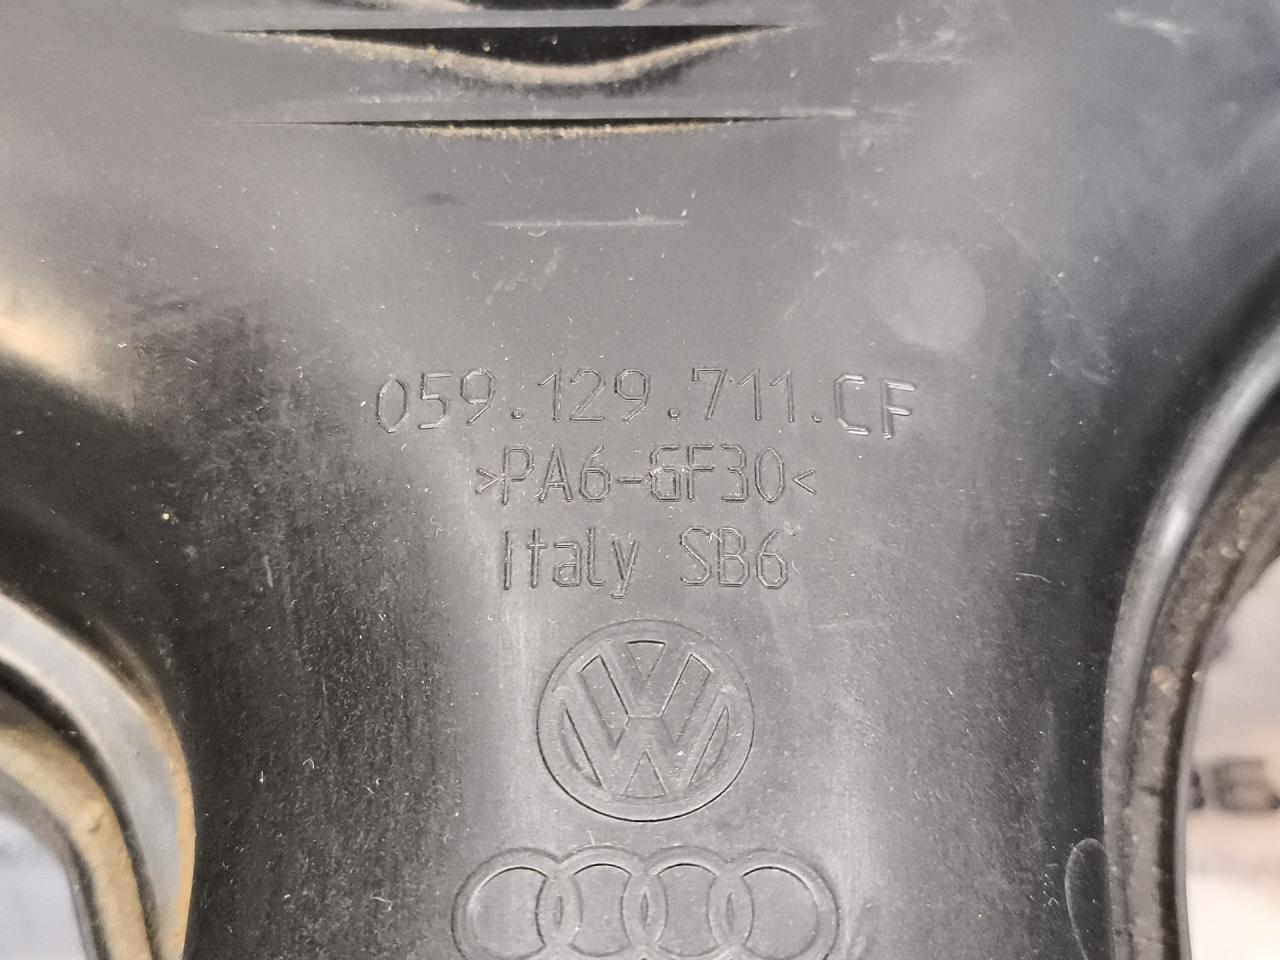 059.129.711.CF
>PA6-GF30<
Italy SB6